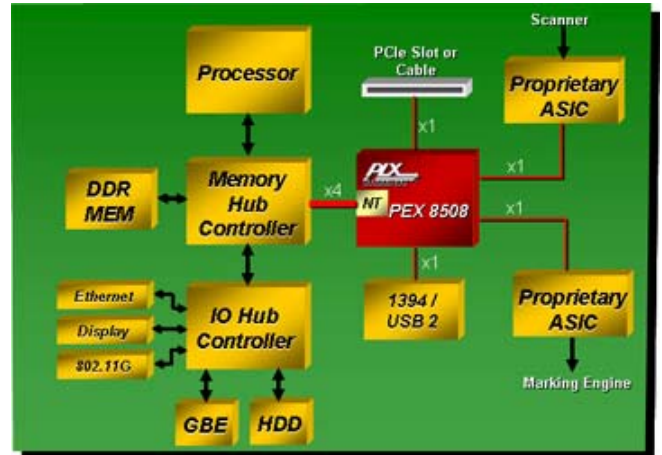 Scanner
PCIe Slot or
Cable
Processor
Proprietary
ASIC
x1
PLX
x1
DDR
MEM
Memory
Hub
Controller
x4
NT
PEX 8508
x1
x1
Ethernet
Display
802.11G
IO Hub
Controller
1394 /
USB 2
Proprietary
ASIC
GBE
HDD
Marking Engine